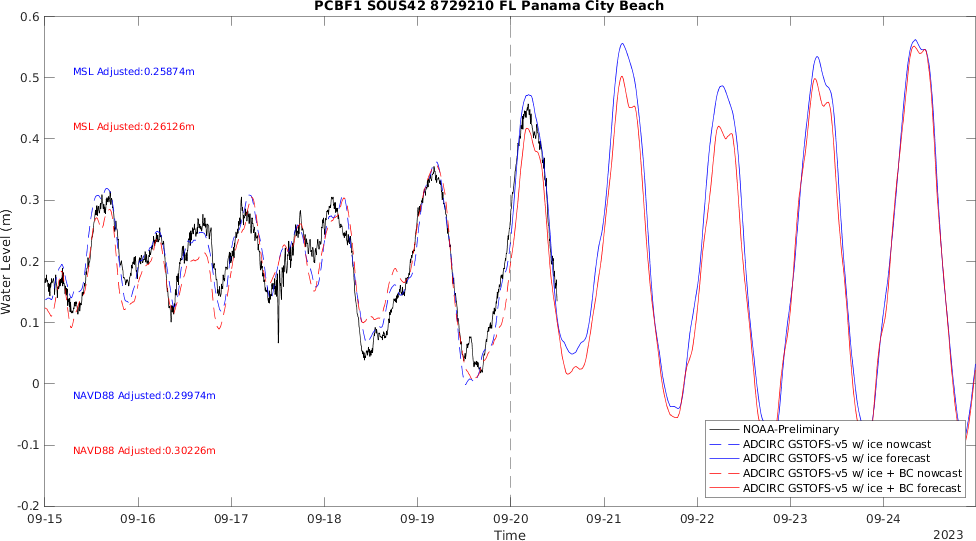 PCBF1 SOUS42 8729210 FL Panama City Beach
0.6
0.5
0.4
0.3
0.2
0.1
0
-0.1
-0.2
Water Level (m)
MSL Adjusted:0.25874m
MSL Adjusted:0.26126m
NAVD88 Adjusted:0.29974m
NAVD88 Adjusted:0.30226m
NOAA-Preliminary
ADCIRC GSTOFS-v5 w/ ice nowcast
ADCIRC GSTOFS-v5 w/ ice forecast
ADCIRC GSTOFS-v5 w/ ice + BC nowcast
ADCIRC GSTOFS-v5 w/ ice + BC forecast
09-15 09-16 09-17 09-18 09-19 09-20 09-21 09-22 09-23 09-24
Time
2023